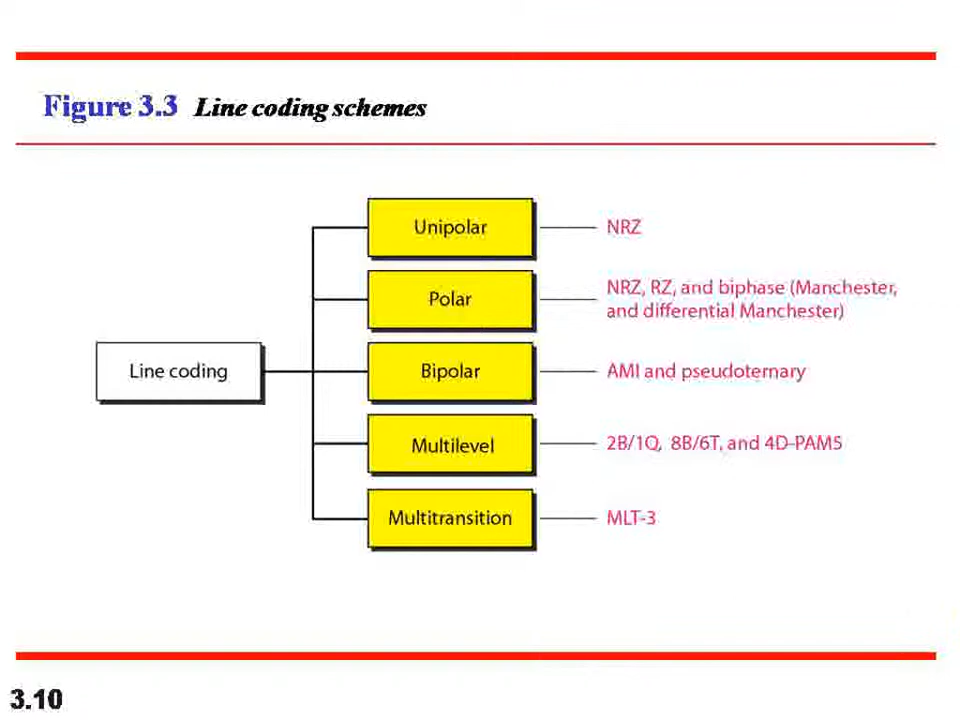 Figure 3.3 Line coding schemes
Unipolar
NRZ
Polar
NRZ, RZ, and biphase (Manchester,
and differential Manchester)
Line coding
Bipolar
AMI and pseudoternary
Multilevel
2B/1Q, 8B/6T, and 4D-PAM5
Multitransition
MLT-3
3.10